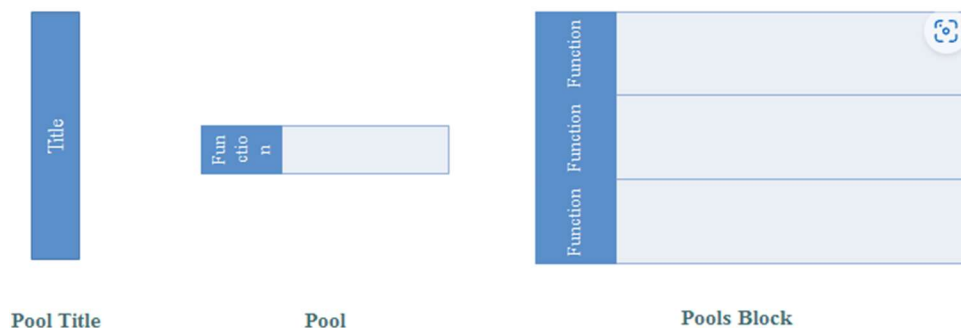 Title
Fun
ctio
n
Function
Function
Function
Pool Title
Pool
Pools Block